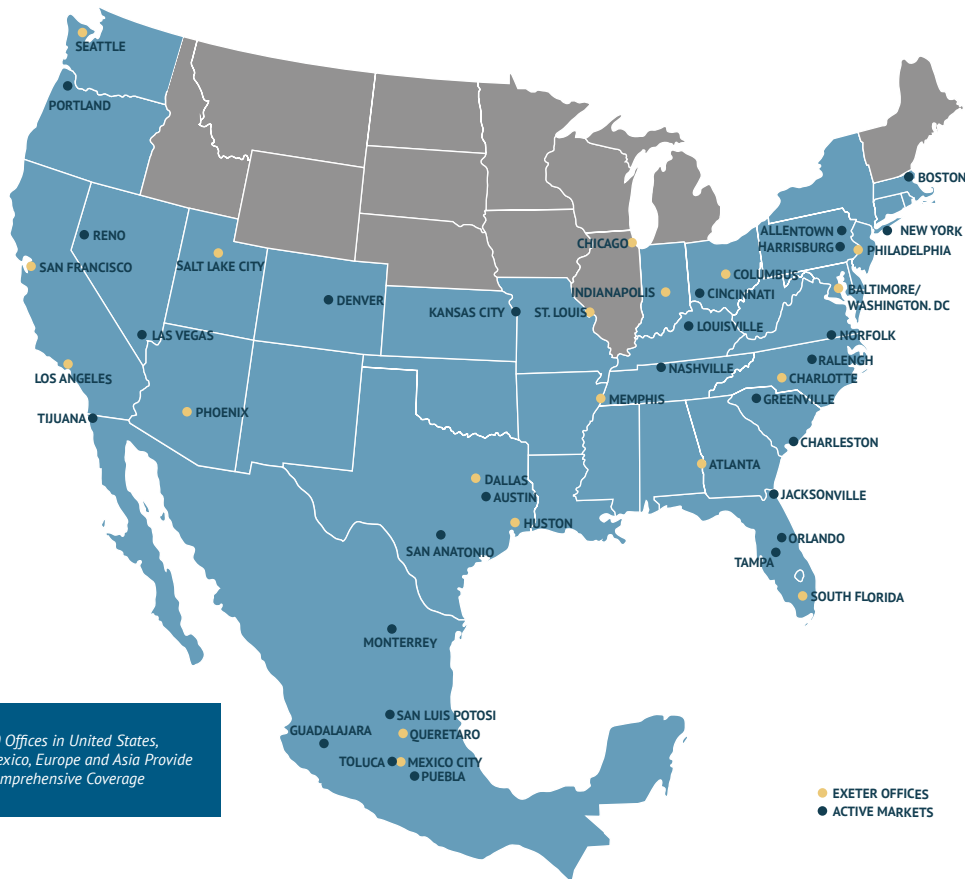 SEATTLE
PORTLAND
BOSTON
RENO
ALLENTOWN
NEW YORK
CHICAGO
HARRISBURG
PHILADELPHIA
SAN FRANCISCO
SALT LAKE CITY
COLUMBUS
INDIANAPOLIS
CINCINNATI
BALTIMORE/
WASHINGTON. DC
DENVER
KANSAS CITY
ST. LOUIS
LOUISVILLE
LAS VEGAS
NORFOLK
RALENGH
NASHVILLE
LOS ANGELES
CHARLOTTE
MEMPHIS
GREENVILLE
TIJUANA
PHOENIX
CHARLESTON
ATLANTA
DALLAS
AUSTIN
JACKSONVILLE
HUSTON
ORLANDO
SAN ANATONIO
TAMPA
SOUTH FLORIDA
MONTERREY
SAN LUIS POTOSI
GUADALAJARA
QUERETARO
TOLUCA
MEXICO CITY
PUEBLA
Offices in United States,
exico, Europe and Asia Provide
mprehensive Coverage
EXETER OFFICES
ACTIVE MARKETS